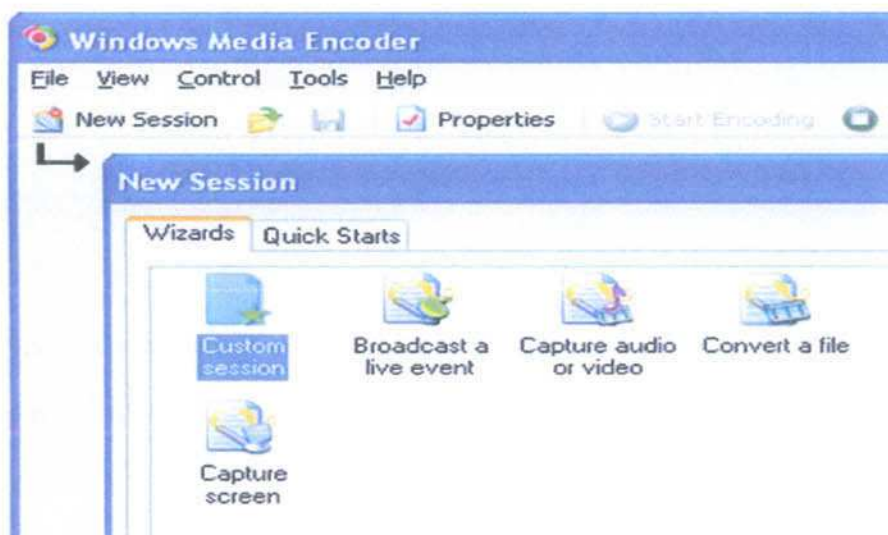 Windows Media Encoder
File View Control Tools Help
New Session Properties Start Encoding
New Session
Wizards Quick Starts
Custom session
Broadcast a live event
Capture audio or video
Convert a file
Capture screen